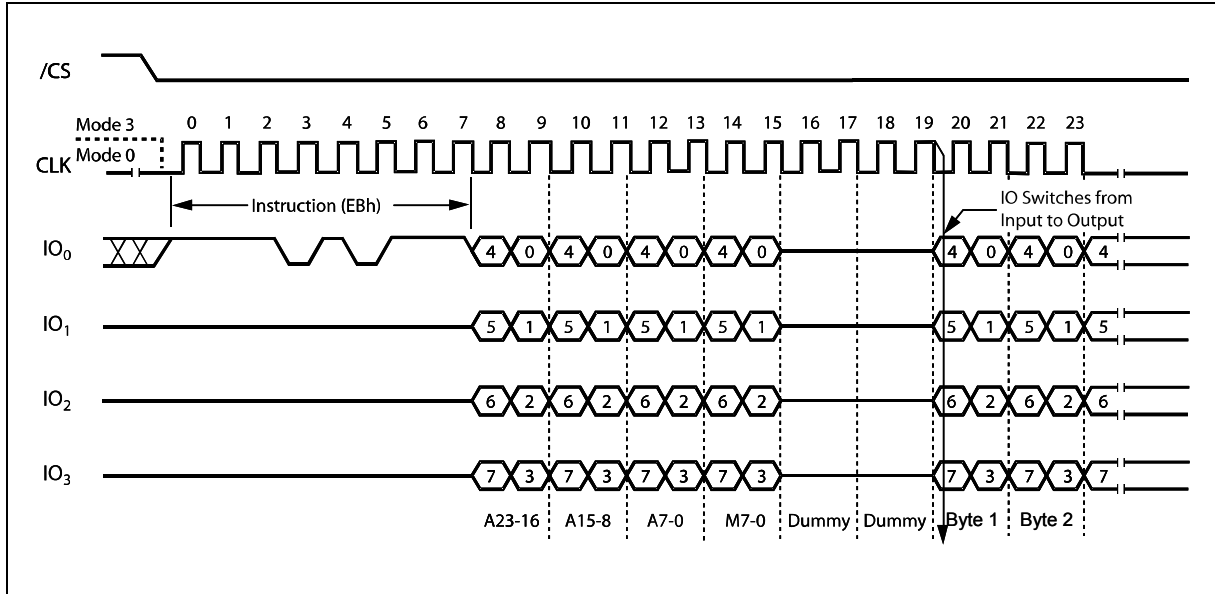 /CS
Mode 3
0 1 2 3 4 5 6 7 8 9 10 11 12 13 14 15 16 17 18 19 20 21 22 23
Mode 0
CLK
Instruction (EBh)
IO Switches from
Input to Output
IO0 4 0 4 0 4 0 4 0 4 0 4 0 4
IO1 5 1 5 1 5 1 5 1 5 1 5 1 5
IO2 6 2 6 2 6 2 6 2 6 2 6 2 6
IO3 7 3 7 3 7 3 7 3 7 3 7 3 7
A23-16 A15-8 A7-0 M7-0 Dummy Dummy Byte 1 Byte 2